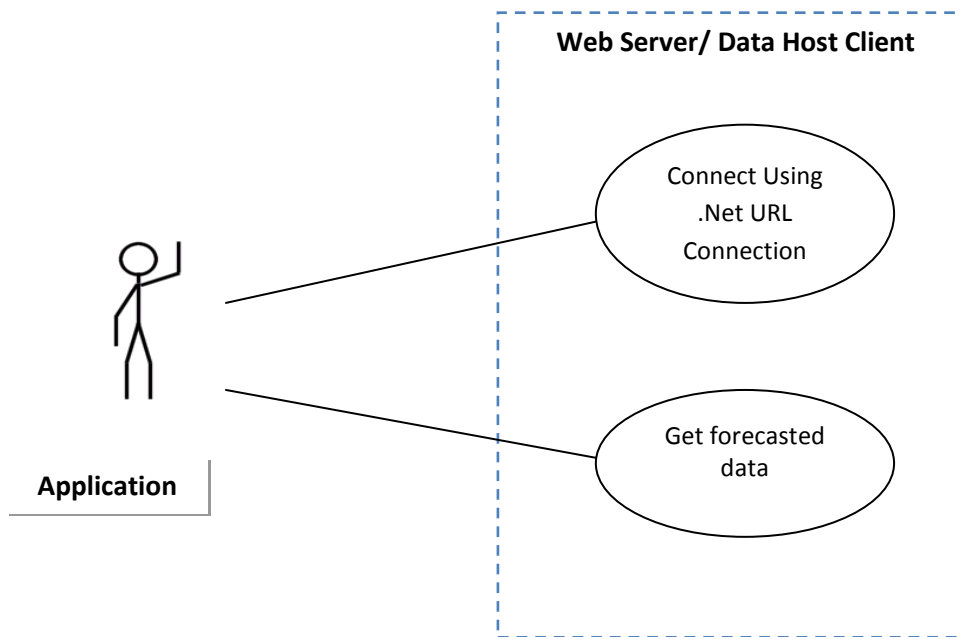 Web Server/ Data Host Client
Connect Using
.Net URL
Connection
Get forecasted
data
Application